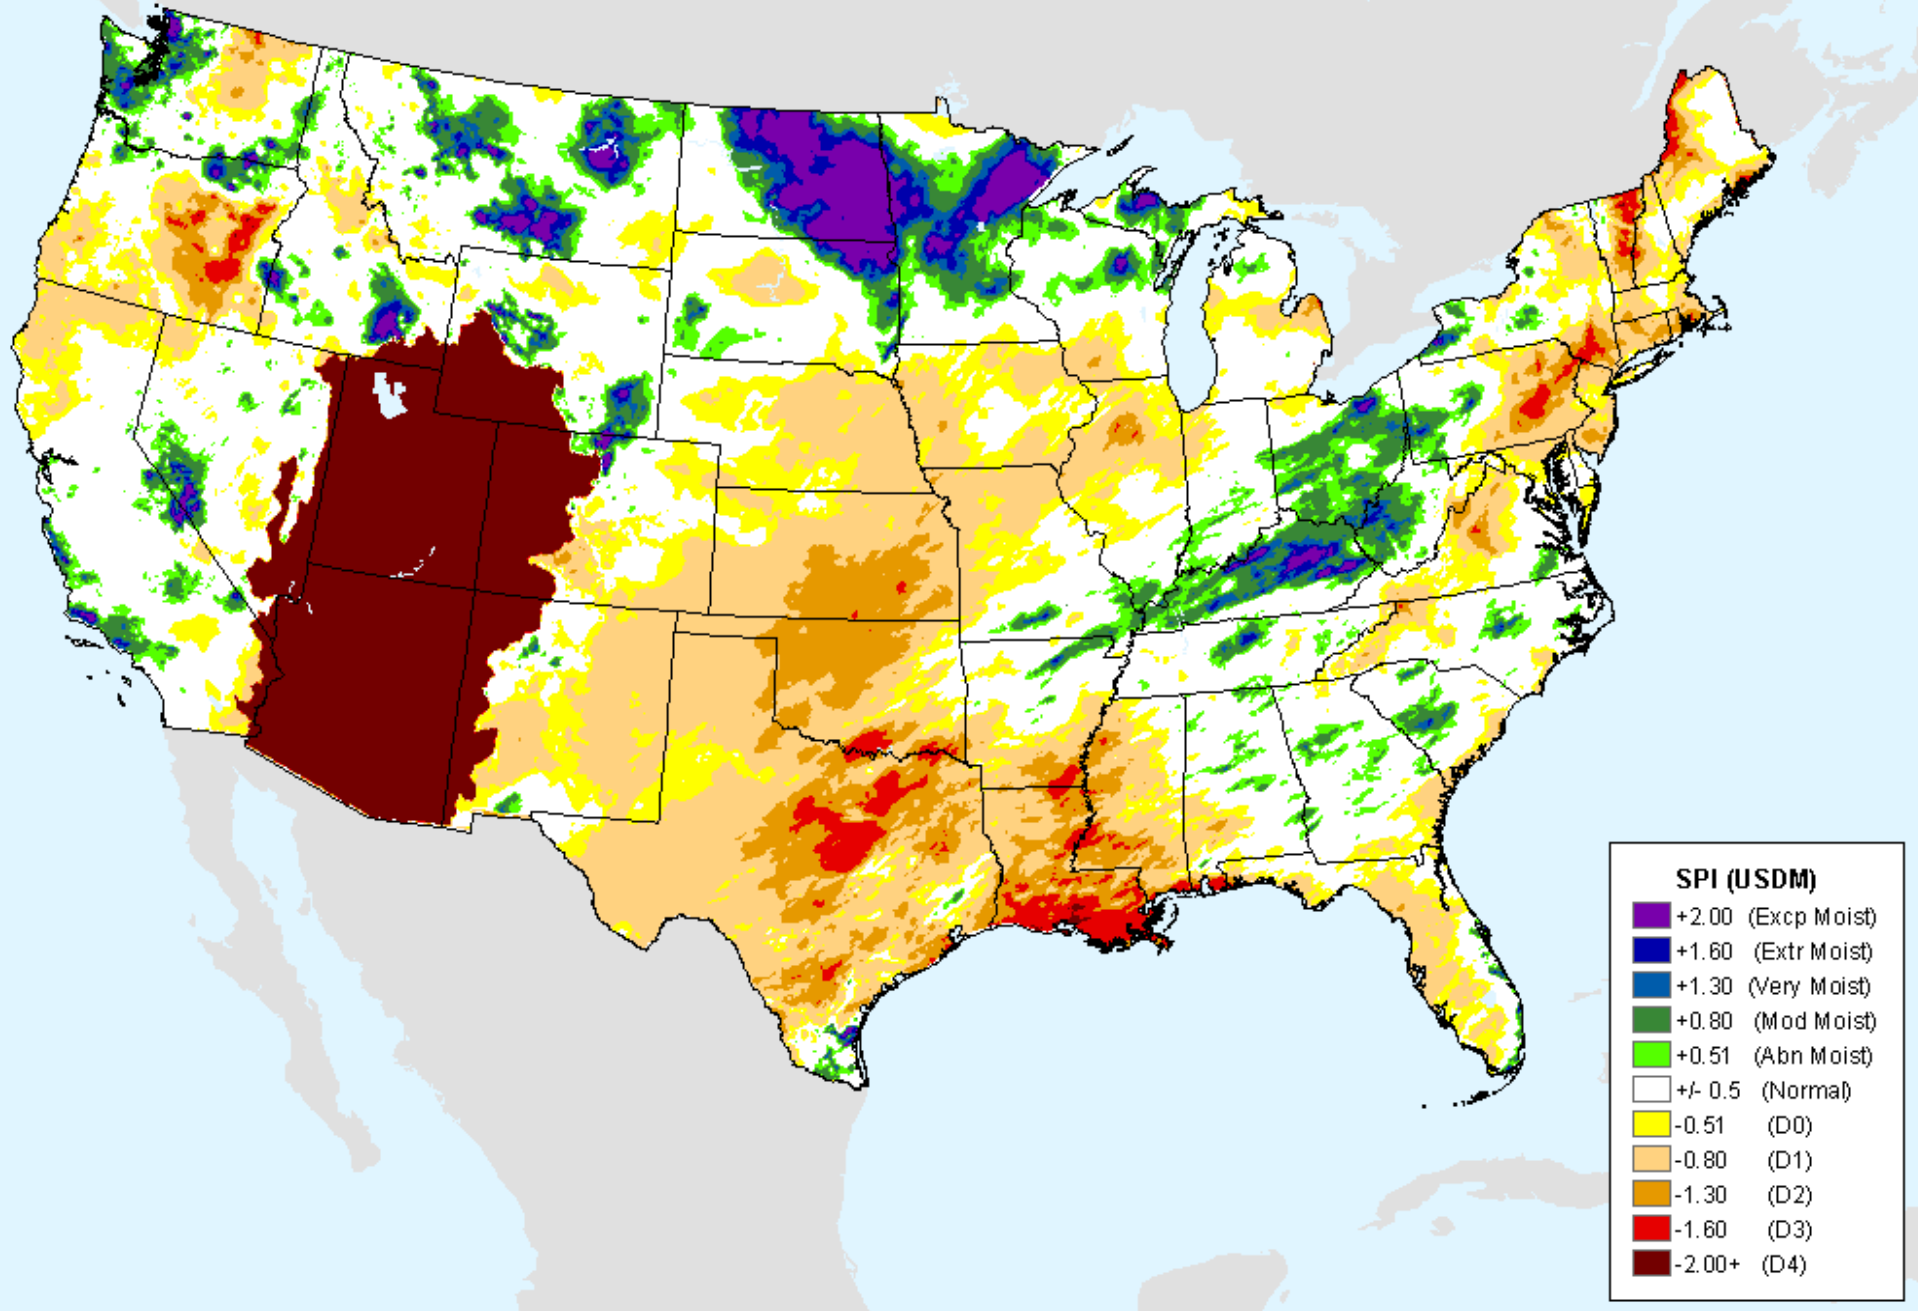 SPI (USDM)
+2.00 (Excp Moist)
+1.60 (Extr Moist)
+1.30 (Very Moist)
+0.80 (Mod Moist)
+0.51 (Abn Moist)
+/- 0.5 (Normal)
-0.51 (D0)
-0.80 (D1)
-1.30 (D2)
-1.60 (D3)
-2.00+ (D4)